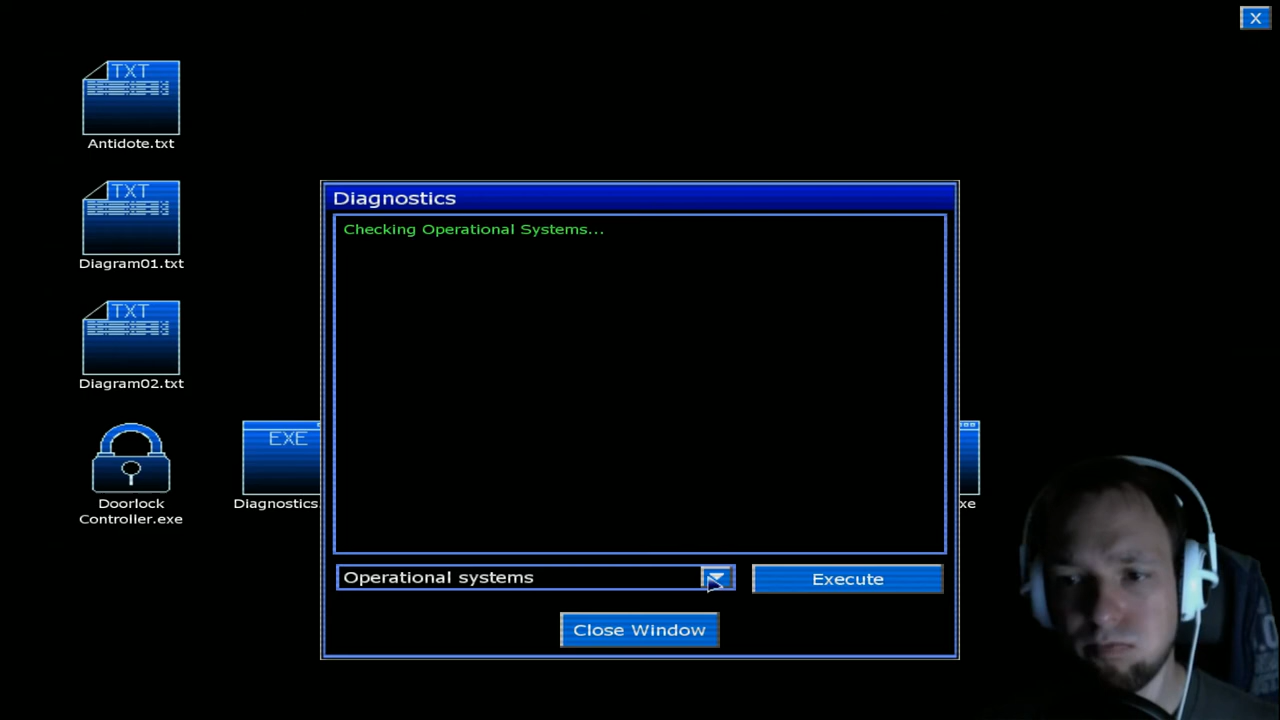 X
TXT
Antidote.txt
TXT
Diagram01.txt
TXT
Diagram02.txt
Doorlock
Controller.exe
EXE
Diagnostics.
Diagnostics
Checking Operational Systems...
Operational systems
Execute
Close Window
xe